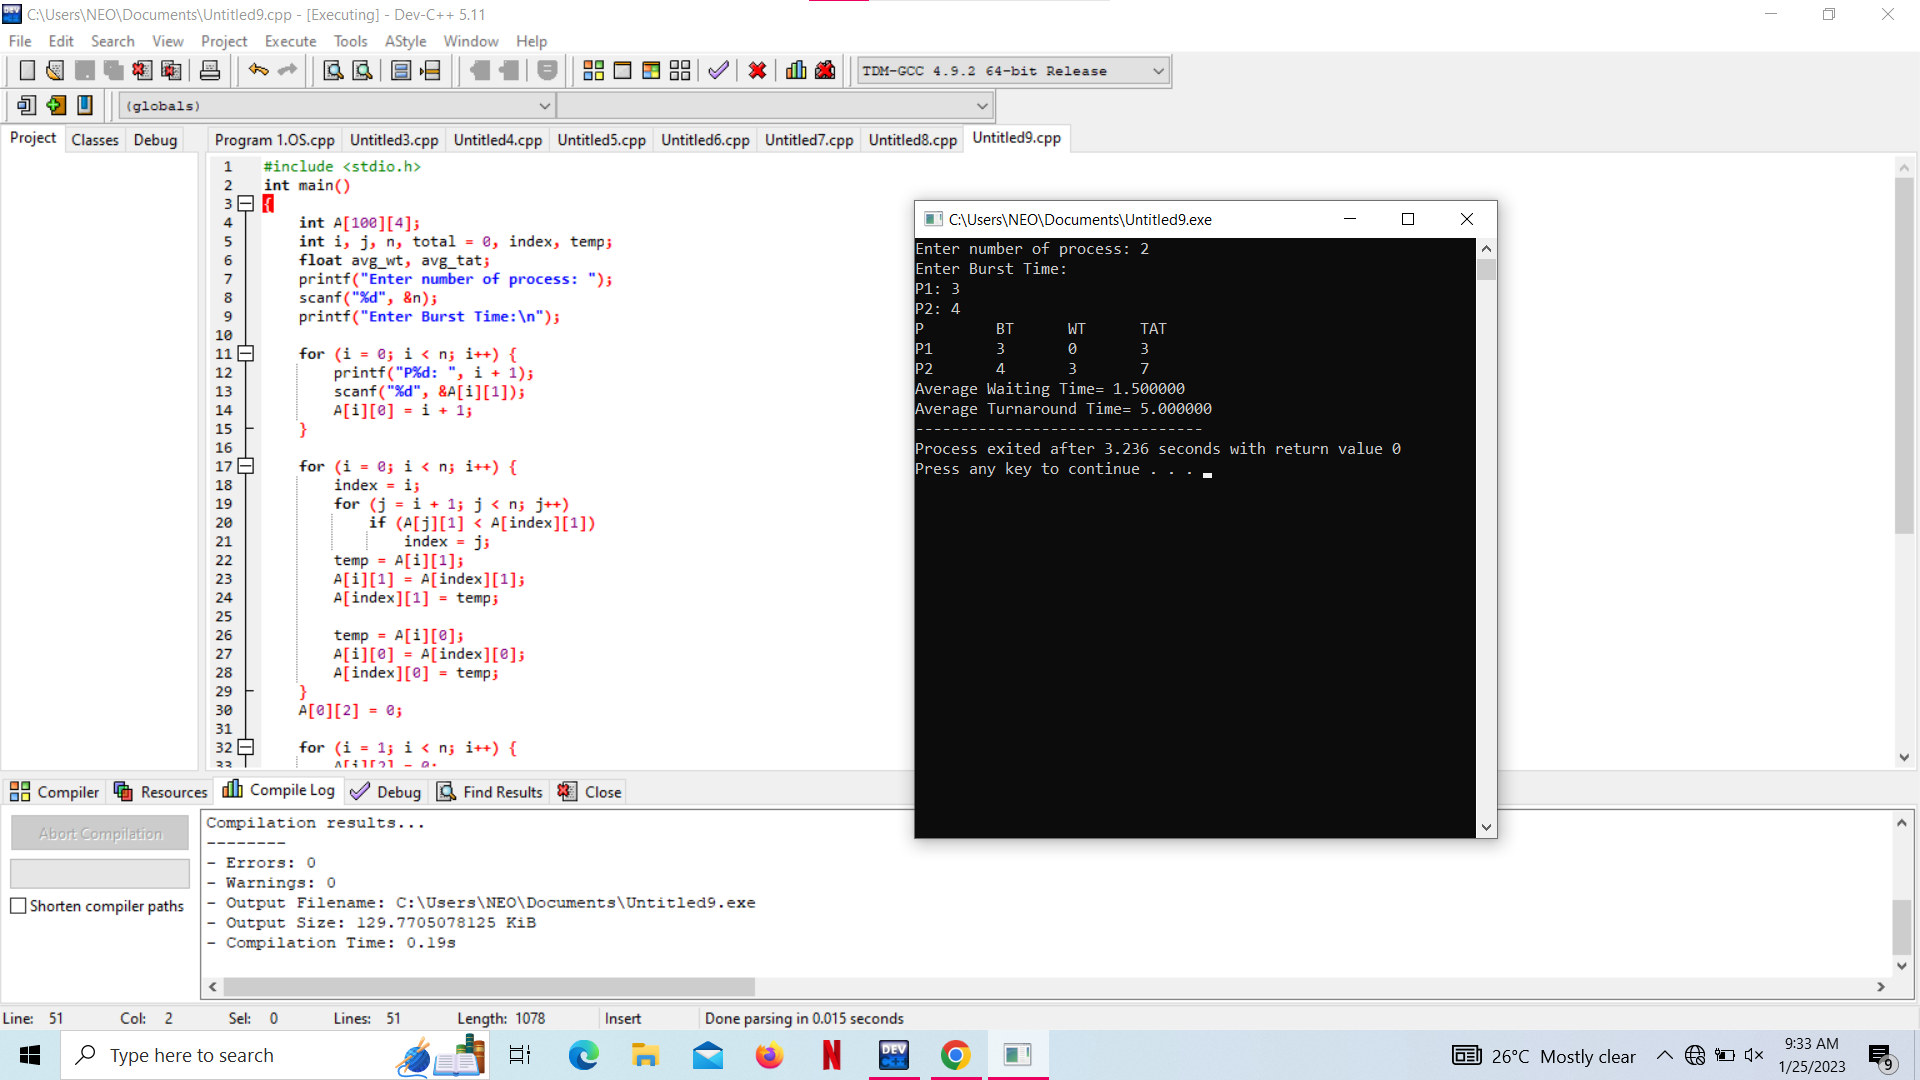 C:\Users\NEO\Documents\Untitled9.cpp - [Executing] - Dev-C++ 5.11
File Edit Search View Project Execute Tools AStyle Window Help
TDM-GCC 4.9.2 64-bit Release
(globals)
Project Classes Debug
Program 1.OS.cpp Untitled3.cpp Untitled4.cpp Untitled5.cpp Untitled6.cpp Untitled7.cpp Untitled8.cpp Untitled9.cpp
1 #include <stdio.h>
2 int main()
3 {
4 int A[100][4];
5 int i, j, n, total = 0, index, temp;
6 float avg_wt, avg_tat;
7 printf("Enter number of process: ");
8 scanf("%d", &n);
9 printf("Enter Burst Time:\n");
10
11 for (i = 0; i < n; i++) {
12 printf("P%d: ", i + 1);
13 scanf("%d", &A[i][1]);
14 A[i][0] = i + 1;
15 }
16
17 for (i = 0; i < n; i++) {
18 index = i;
19 for (j = i + 1; j < n; j++)
20 if (A[j][1] < A[index][1])
21 index = j;
22 temp = A[i][1];
23 A[i][1] = A[index][1];
24 A[index][1] = temp;
25
26 temp = A[i][0];
27 A[i][0] = A[index][0];
28 A[index][0] = temp;
29 }
30 A[0][2] = 0;
31
32 for (i = 1; i < n; i++) {
33 A[i][2] = 0;
C:\Users\NEO\Documents\Untitled9.exe
Enter number of process: 2
Enter Burst Time:
P1: 3
P2: 4
P BT WT TAT
P1 3 0 3
P2 4 3 7
Average Waiting Time= 1.500000
Average Turnaround Time= 5.000000
--------------------------------
Process exited after 3.236 seconds with return value 0
Press any key to continue . . .
Compiler Resources Compile Log Debug Find Results Close
Abort Compilation
Shorten compiler paths
Compilation results...
--------
- Errors: 0
- Warnings: 0
- Output Filename: C:\Users\NEO\Documents\Untitled9.exe
- Output Size: 129.7705078125 KiB
- Compilation Time: 0.19s
Line: 51 Col: 2 Sel: 0 Lines: 51 Length: 1078 Insert Done parsing in 0.015 seconds
Type here to search
DEV C++
26°C Mostly clear
9:33 AM
1/25/2023
9